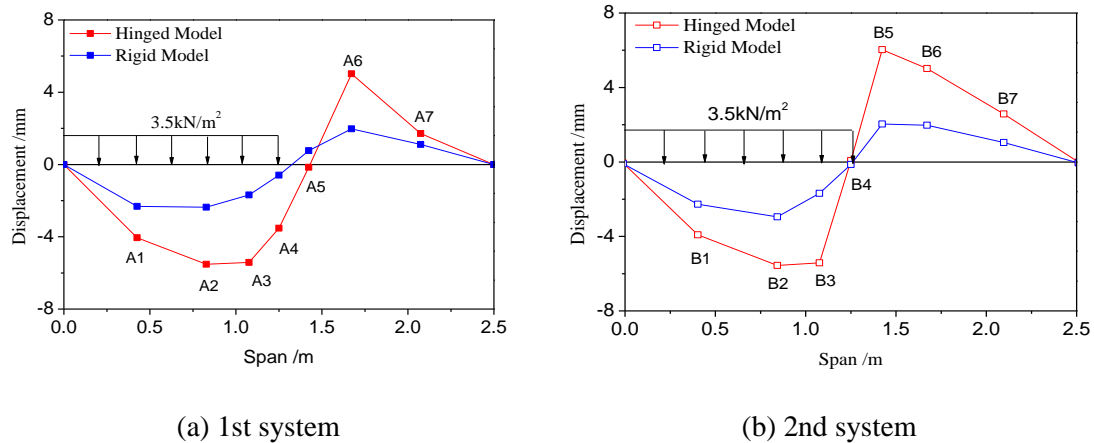 8
Hinged Model
Rigid Model
A6
4
3.5kN/m2
A7
0
A5
A4
-4
A1
A2
A3
-8
0.0 0.5 1.0 1.5 2.0 2.5
Displacement /mm
Span /m
(a) 1st system
8
Hinged Model
Rigid Model
B5
B6
4
B7
3.5kN/m2
0
B4
-4
B1
B2
B3
-8
0.0 0.5 1.0 1.5 2.0 2.5
Displacement /mm
Span /m
(b) 2nd system